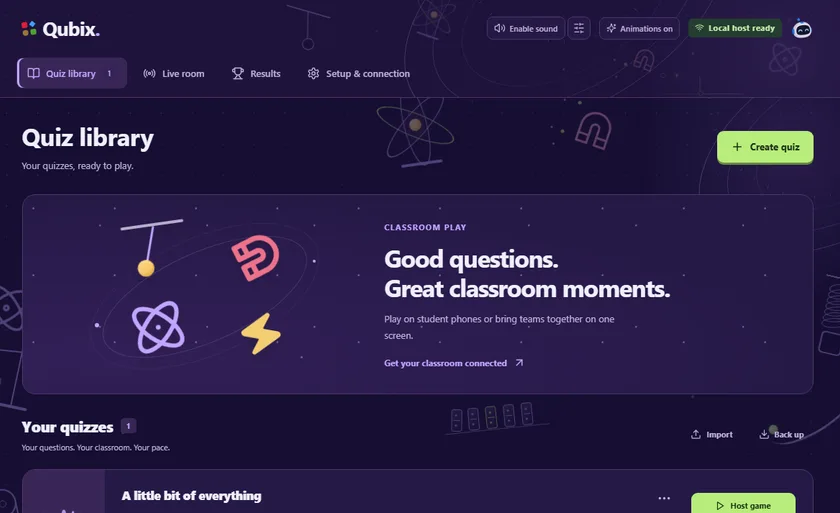 Qubix.
Enable sound
Animations on
Local host ready
Quiz library 1
Live room
Results
Setup & connection
Quiz library
Your quizzes, ready to play.
Create quiz
CLASSROOM PLAY
Good questions.
Great classroom moments.
Play on student phones or bring teams together on one
screen.
Get your classroom connected
Your quizzes 1
Your questions. Your classroom. Your pace.
Import
Back up
A little bit of everything
Host game